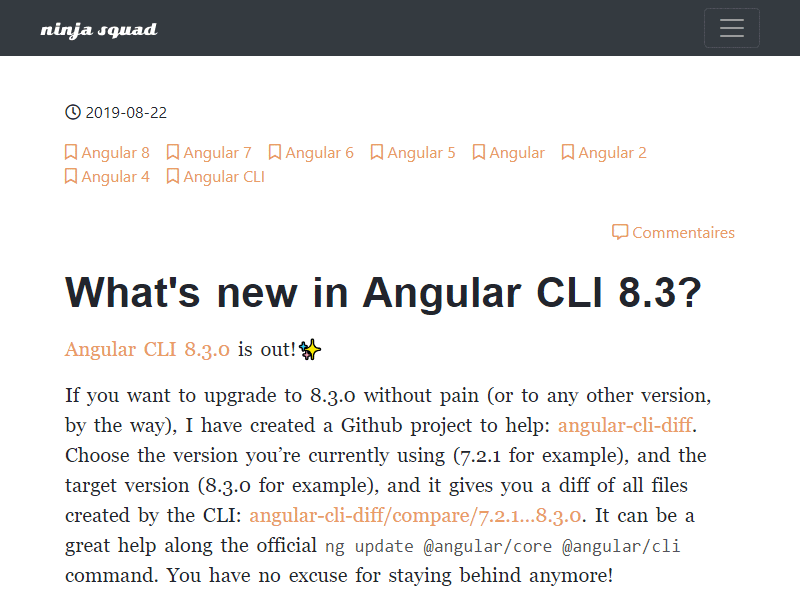 ninja squad
2019-08-22
Angular 8 Angular 7 Angular 6 Angular 5 Angular Angular 2
Angular 4 Angular CLI
Commentaires
What's new in Angular CLI 8.3?
Angular CLI 8.3.0 is out!✨
If you want to upgrade to 8.3.0 without pain (or to any other version,
by the way), I have created a Github project to help: angular-cli-diff.
Choose the version you’re currently using (7.2.1 for example), and the
target version (8.3.0 for example), and it gives you a diff of all files
created by the CLI: angular-cli-diff/compare/7.2.1…8.3.0. It can be a
great help along the official ng update @angular/core @angular/cli
command. You have no excuse for staying behind anymore!